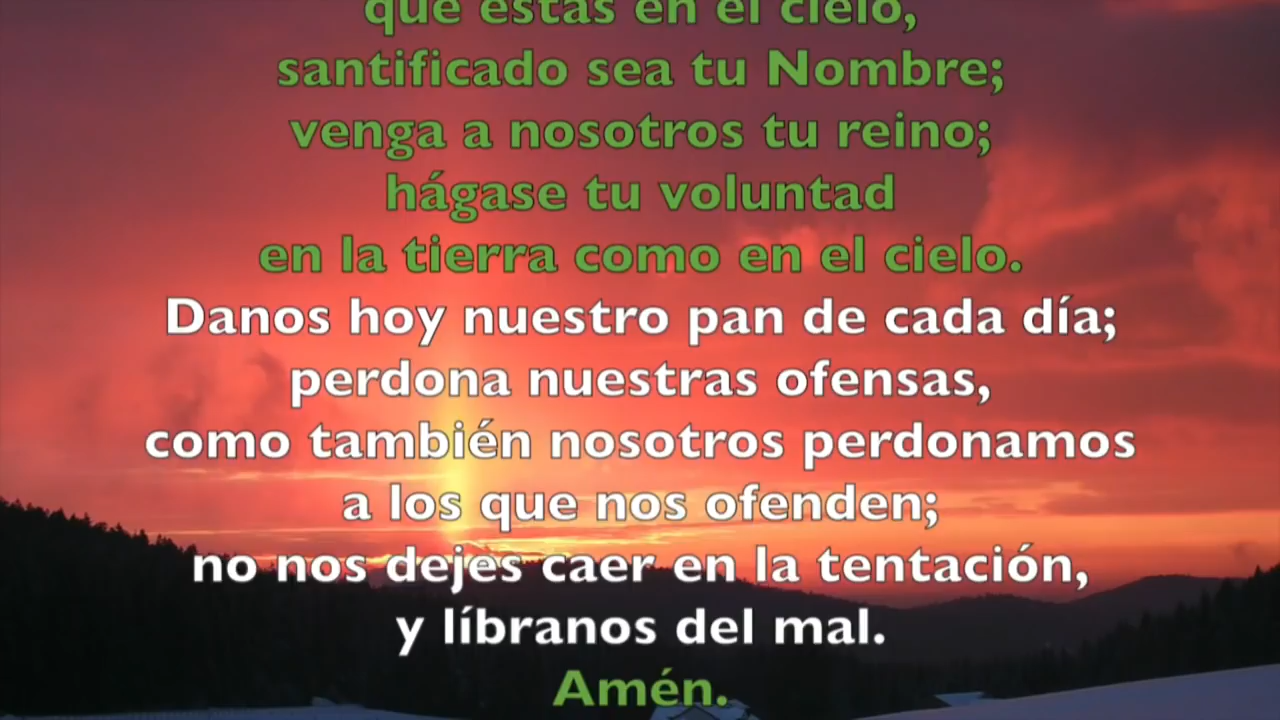 que estás en el cielo,
santificado sea tu Nombre;
venga a nosotros tu reino;
hágase tu voluntad
en la tierra como en el cielo.
Danos hoy nuestro pan de cada día;
perdona nuestras ofensas,
como también nosotros perdonamos
a los que nos ofenden;
no nos dejes caer en la tentación,
y líbranos del mal.
Amén.